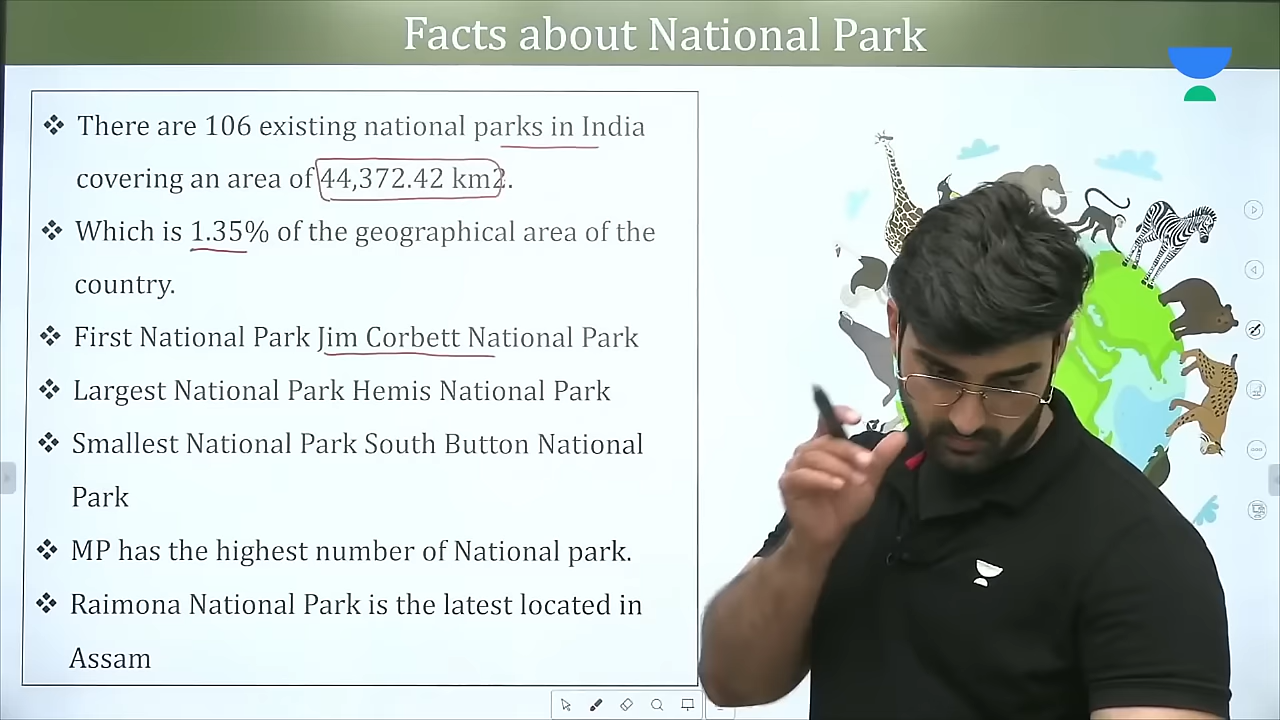 Facts about National Park
❖ There are 106 existing national parks in India
covering an area of 44,372.42 km2.
❖ Which is 1.35% of the geographical area of the
country.
❖ First National Park Jim Corbett National Park
❖ Largest National Park Hemis National Park
❖ Smallest National Park South Button National
Park
❖ MP has the highest number of National park.
❖ Raimona National Park is the latest located in
Assam